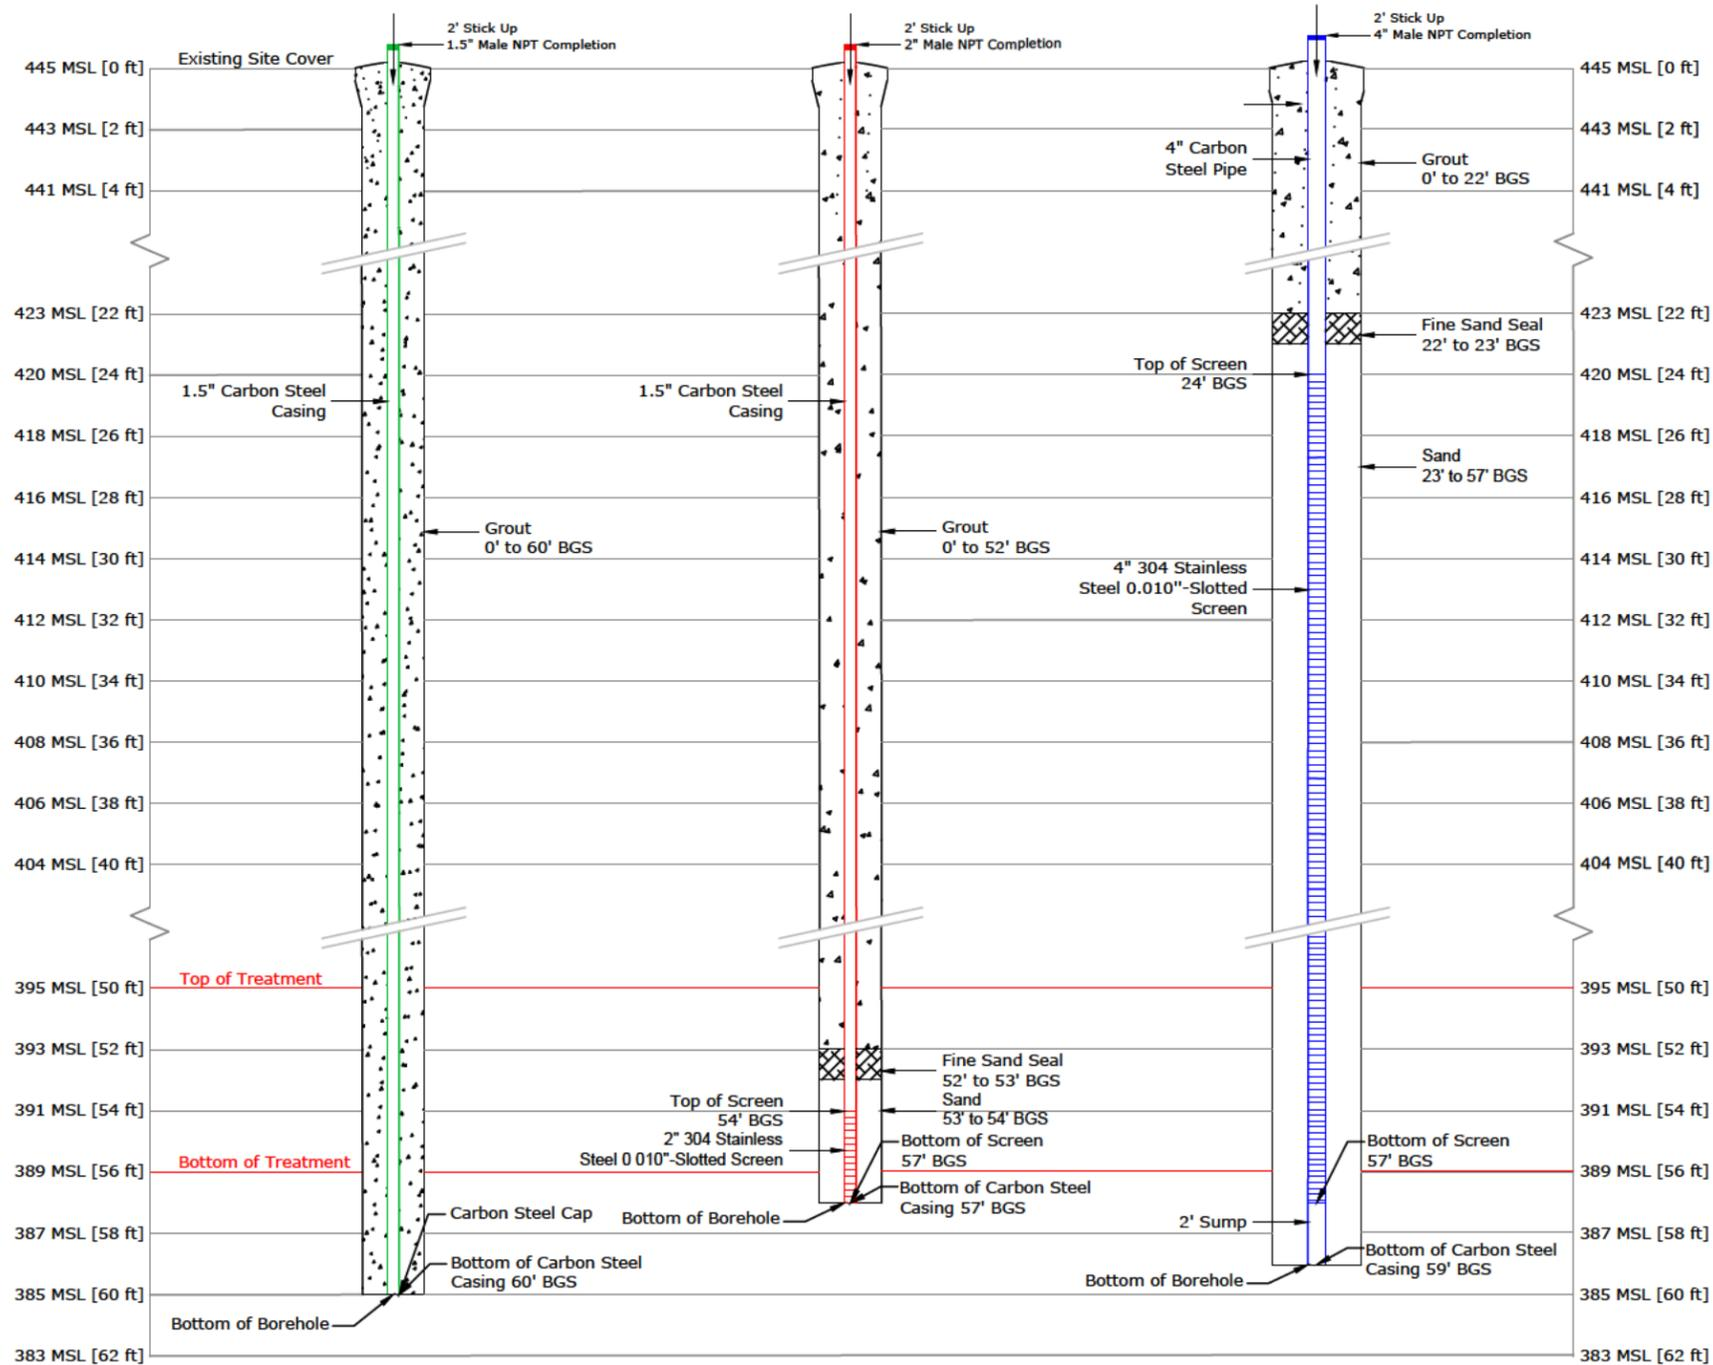 2' Stick Up
1.5" Male NPT Completion
2' Stick Up
2" Male NPT Completion
2' Stick Up
4" Male NPT Completion
Existing Site Cover
445 MSL [0 ft]
445 MSL [0 ft]
443 MSL [2 ft]
443 MSL [2 ft]
4" Carbon
Steel Pipe
Grout
0' to 22' BGS
441 MSL [4 ft]
441 MSL [4 ft]
423 MSL [22 ft]
423 MSL [22 ft]
Fine Sand Seal
22' to 23' BGS
Top of Screen
24' BGS
420 MSL [24 ft]
420 MSL [24 ft]
1.5" Carbon Steel
Casing
1.5" Carbon Steel
Casing
418 MSL [26 ft]
418 MSL [26 ft]
Sand
23' to 57' BGS
416 MSL [28 ft]
416 MSL [28 ft]
Grout
0' to 60' BGS
Grout
0' to 52' BGS
414 MSL [30 ft]
414 MSL [30 ft]
4" 304 Stainless
Steel 0.010"-Slotted
Screen
412 MSL [32 ft]
412 MSL [32 ft]
410 MSL [34 ft]
410 MSL [34 ft]
408 MSL [36 ft]
408 MSL [36 ft]
406 MSL [38 ft]
406 MSL [38 ft]
404 MSL [40 ft]
404 MSL [40 ft]
Top of Treatment
395 MSL [50 ft]
395 MSL [50 ft]
393 MSL [52 ft]
393 MSL [52 ft]
Fine Sand Seal
52' to 53' BGS
Sand
53' to 54' BGS
Top of Screen
54' BGS
2" 304 Stainless
Steel 0 010"-Slotted Screen
391 MSL [54 ft]
391 MSL [54 ft]
Bottom of Screen
57' BGS
Bottom of Screen
57' BGS
Bottom of Treatment
389 MSL [56 ft]
389 MSL [56 ft]
Bottom of Carbon Steel
Casing 57' BGS
Carbon Steel Cap
Bottom of Borehole
2' Sump
387 MSL [58 ft]
387 MSL [58 ft]
Bottom of Carbon Steel
Casing 60' BGS
Bottom of Carbon Steel
Casing 59' BGS
Bottom of Borehole
385 MSL [60 ft]
385 MSL [60 ft]
Bottom of Borehole
383 MSL [62 ft]
383 MSL [62 ft]